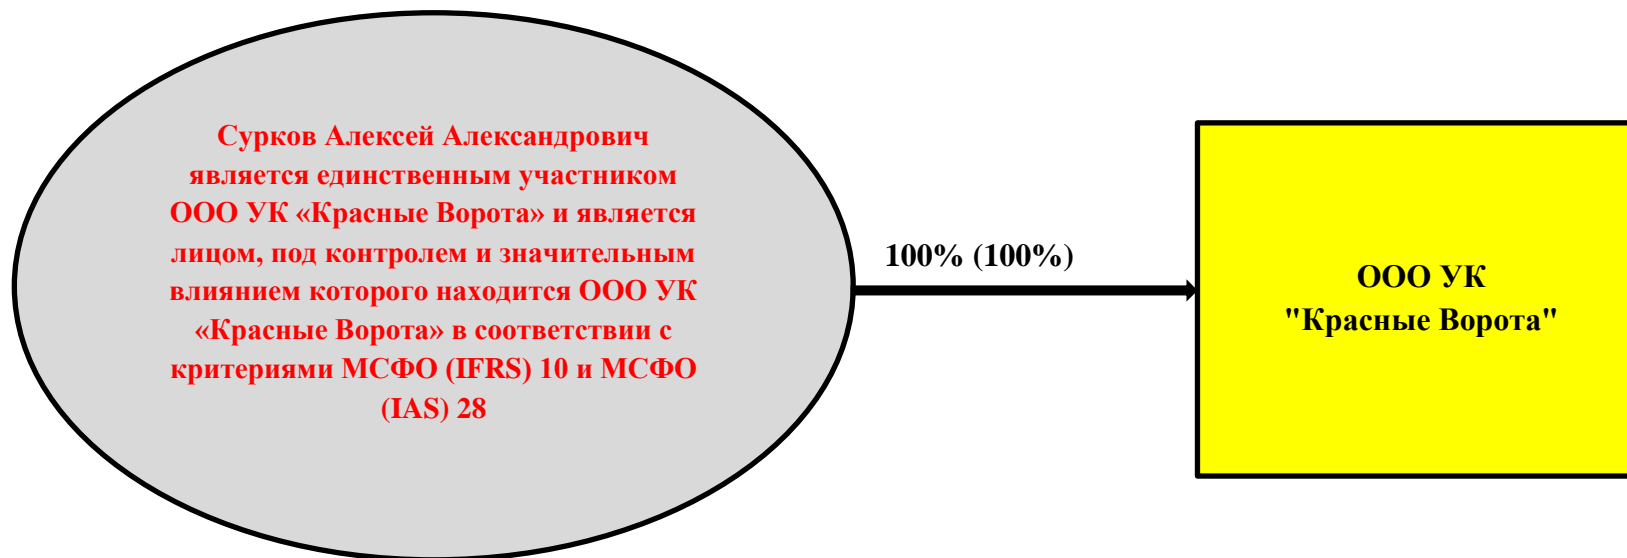 Сурков Алексей Александрович
является единственным участником
ООО УК «Красные Ворота» и является
лицом, под контролем и значительным
влиянием которого находится ООО УК
«Красные Ворота» в соответствии с
критериями МСФО (IFRS) 10 и МСФО
(IAS) 28
100% (100%)
ООО УК
"Красные Ворота"